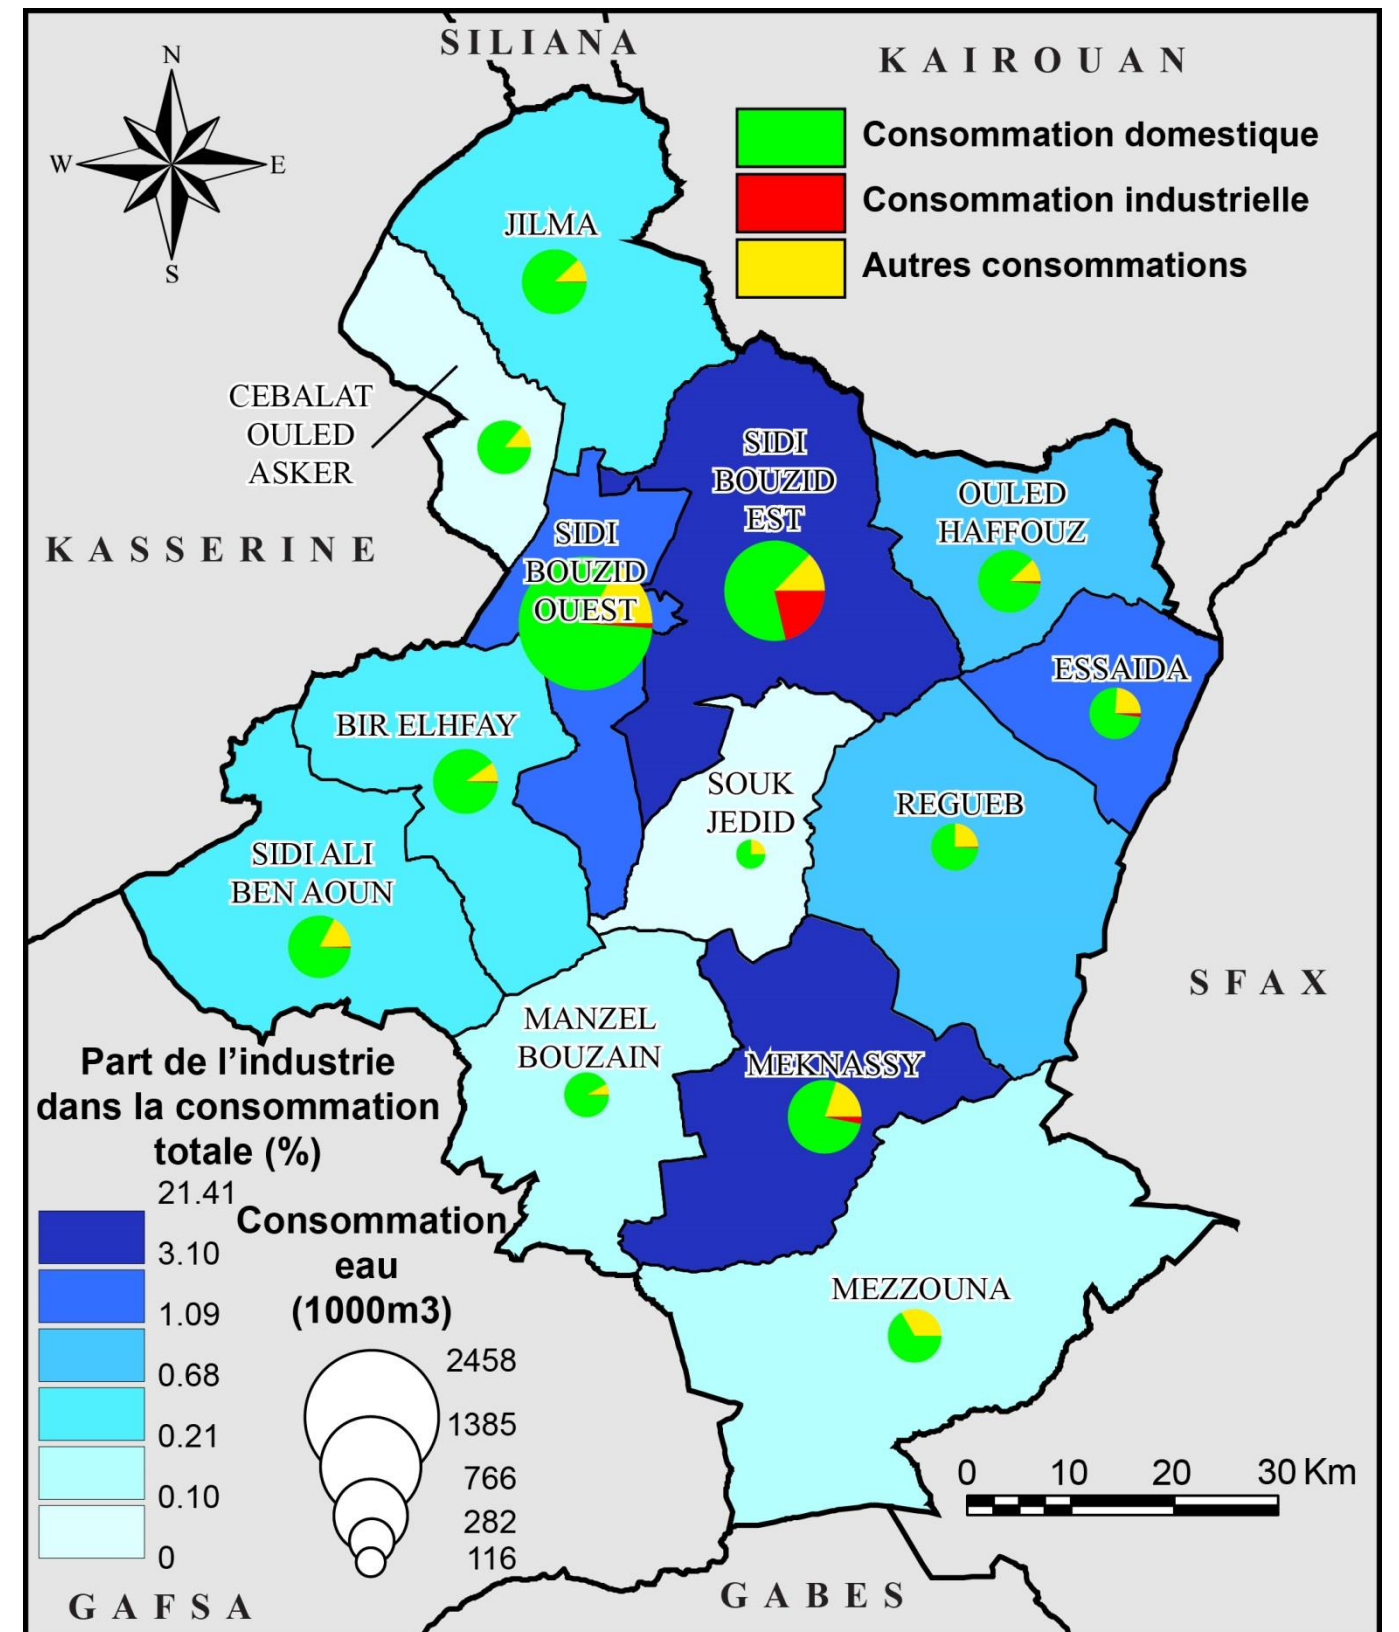 SILIANA
KAIROUAN
N
W
E
S
Consommation domestique
Consommation industrielle
Autres consommations
JILMA
CEBALAT
OULED
ASKER
SIDI
BOUZID
EST
OULED
HAFFOUZ
KASSERINE
SIDI
BOUZID
OUEST
ESSAIDA
BIR ELHFAY
SOUK
JEDID
REGUEB
SIDI ALI
BEN AOUN
SFAX
MANZEL
BOUZAIN
MEKNASSY
MEZZOUNA
Part de l’industrie
dans la consommation
totale (%)
21.41
3.10
1.09
0.68
0.21
0.10
0
Consommation
eau
(1000m3)
2458
1385
766
282
116
0 10 20 30 Km
GAFSA
GABES